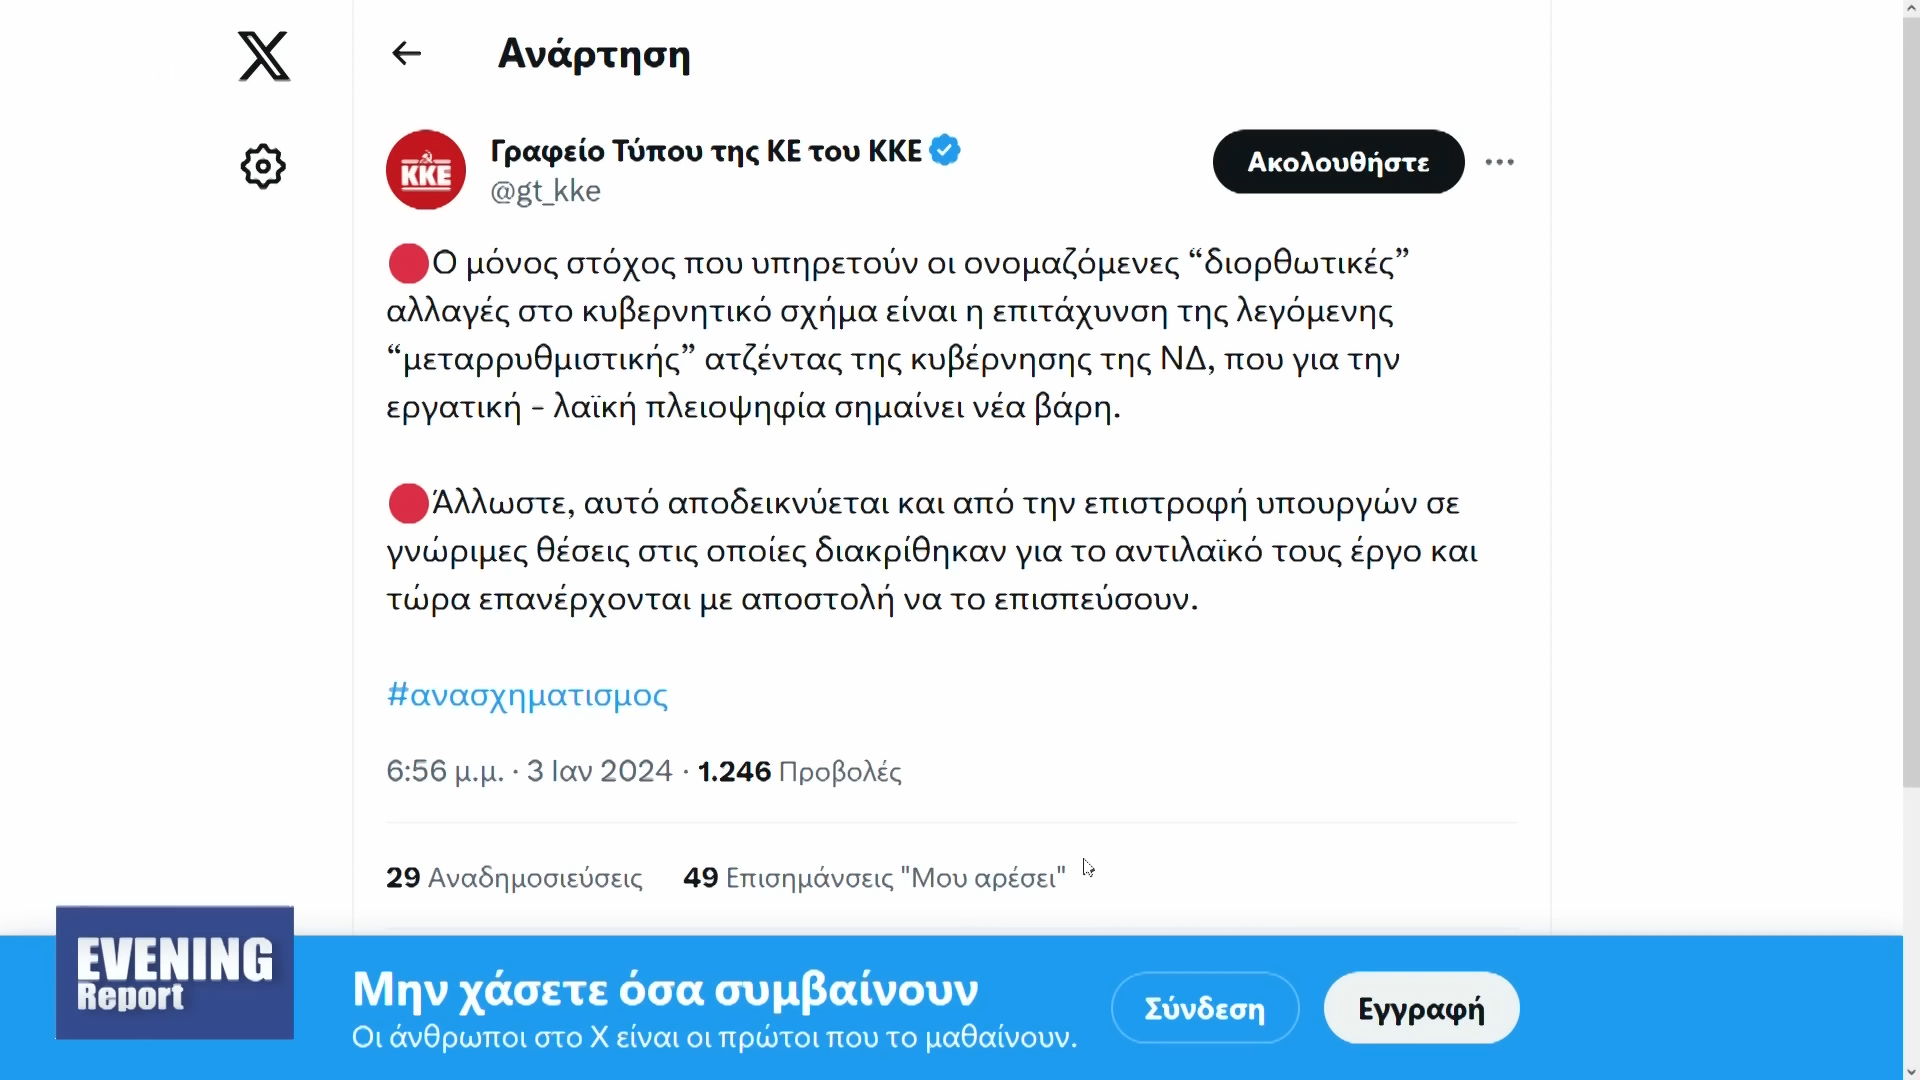 Ανάρτηση
Γραφείο Τύπου της ΚΕ του ΚΚΕ
ΚΚΕ
@gt_kke
Ακολουθήστε
Ο μόνος στόχος που υπηρετούν οι ονομαζόμενες “διορθωτικές”
αλλαγές στο κυβερνητικό σχήμα είναι η επιτάχυνση της λεγόμενης
“μεταρρυθμιστικής” ατζέντας της κυβέρνησης της ΝΔ, που για την
εργατική - λαϊκή πλειοψηφία σημαίνει νέα βάρη.
Άλλωστε, αυτό αποδεικνύεται και από την επιστροφή υπουργών σε
γνώριμες θέσεις στις οποίες διακρίθηκαν για το αντιλαϊκό τους έργο και
τώρα επανέρχονται με αποστολή να το επισπεύσουν.
#ανασχηματισμος
6:56 μ.μ. · 3 Ιαν 2024 · 1.246 Προβολές
29 Αναδημοσιεύσεις 49 Επισημάνσεις "Μου αρέσει"
EVENING
Report
Μην χάσετε όσα συμβαίνουν
Οι άνθρωποι στο X είναι οι πρώτοι που το μαθαίνουν.
Σύνδεση
Εγγραφή